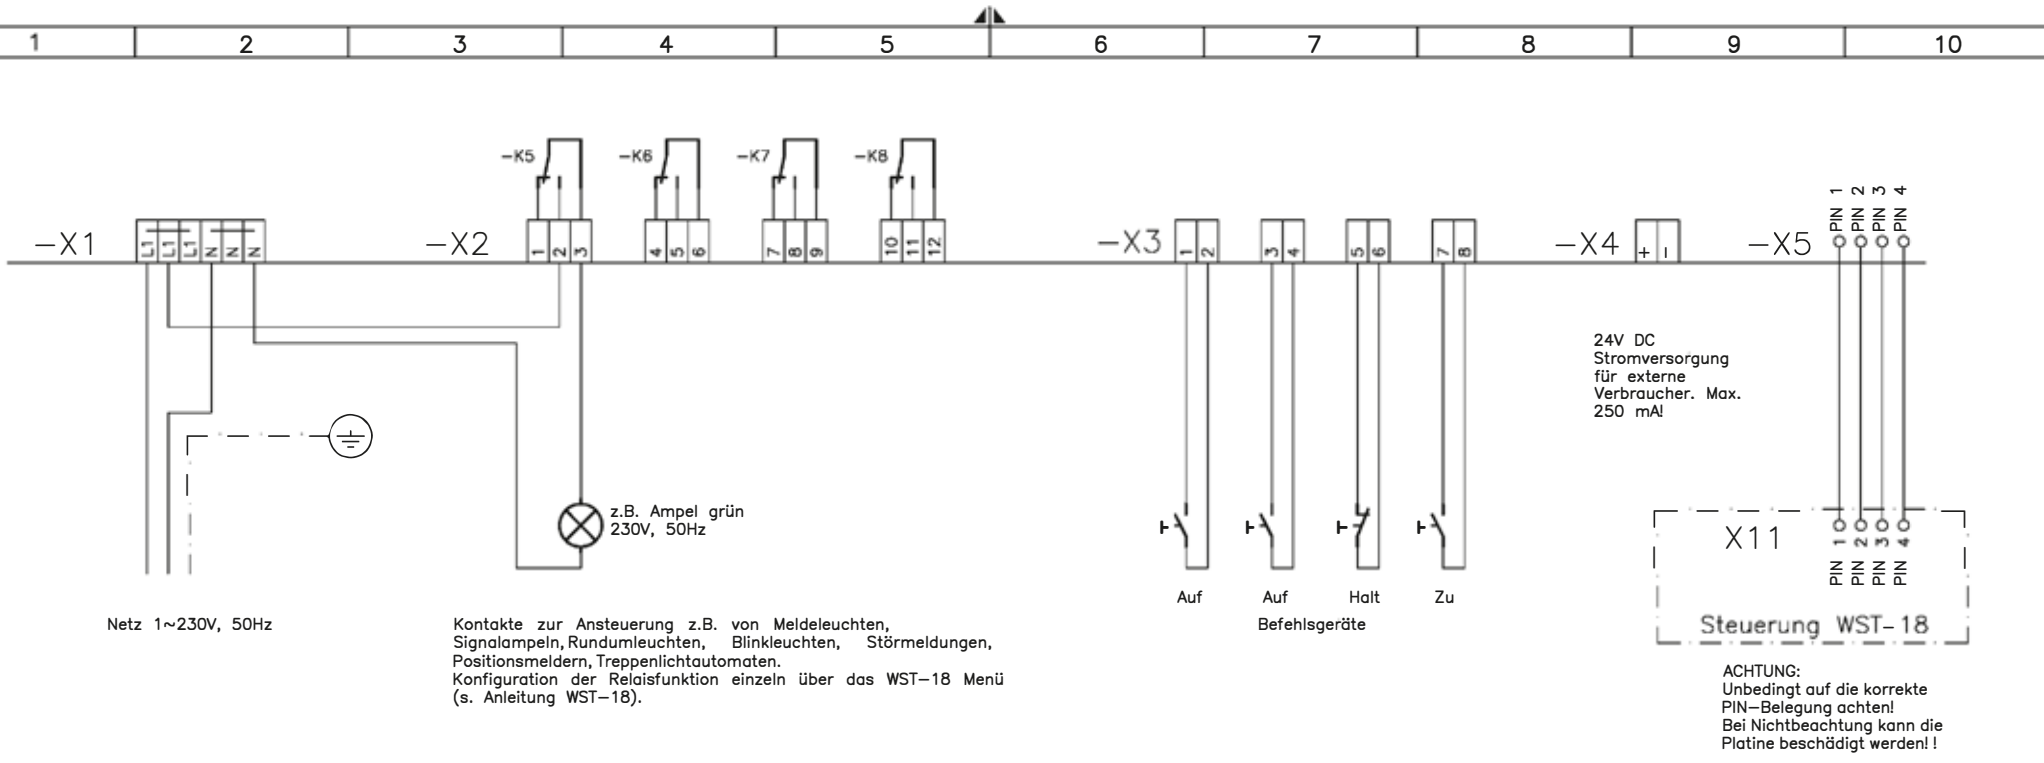 1 2 3 4 5 6 7 8 9 10
PIN 1
PIN 2
PIN 3
PIN 4
-K5 -K6 -K7 -K8
-X1 L1 L1 L1 N N N
-X2 1 2 3 4 5 6 7 8 9 10 11 12
-X3 1 2 3 4 5 6 7 8
-X4 + -
-X5
24V DC
Stromversorgung
für externe
Verbraucher. Max.
250 mA!
z.B. Ampel grün
230V, 50Hz
X11
PIN 1
PIN 2
PIN 3
PIN 4
Steuerung WST-18
Auf Auf Halt Zu
Befehlsgeräte
Netz 1~230V, 50Hz
Kontakte zur Ansteuerung z.B. von Meldeleuchten,
Signalampeln, Rundumleuchten, Blinkleuchten, Störmeldungen,
Positionsmeldern, Treppenlichtautomaten.
Konfiguration der Relaisfunktion einzeln über das WST-18 Menü
(s. Anleitung WST-18).
ACHTUNG:
Unbedingt auf die korrekte
PIN-Belegung achten!
Bei Nichtbeachtung kann die
Platine beschädigt werden! !